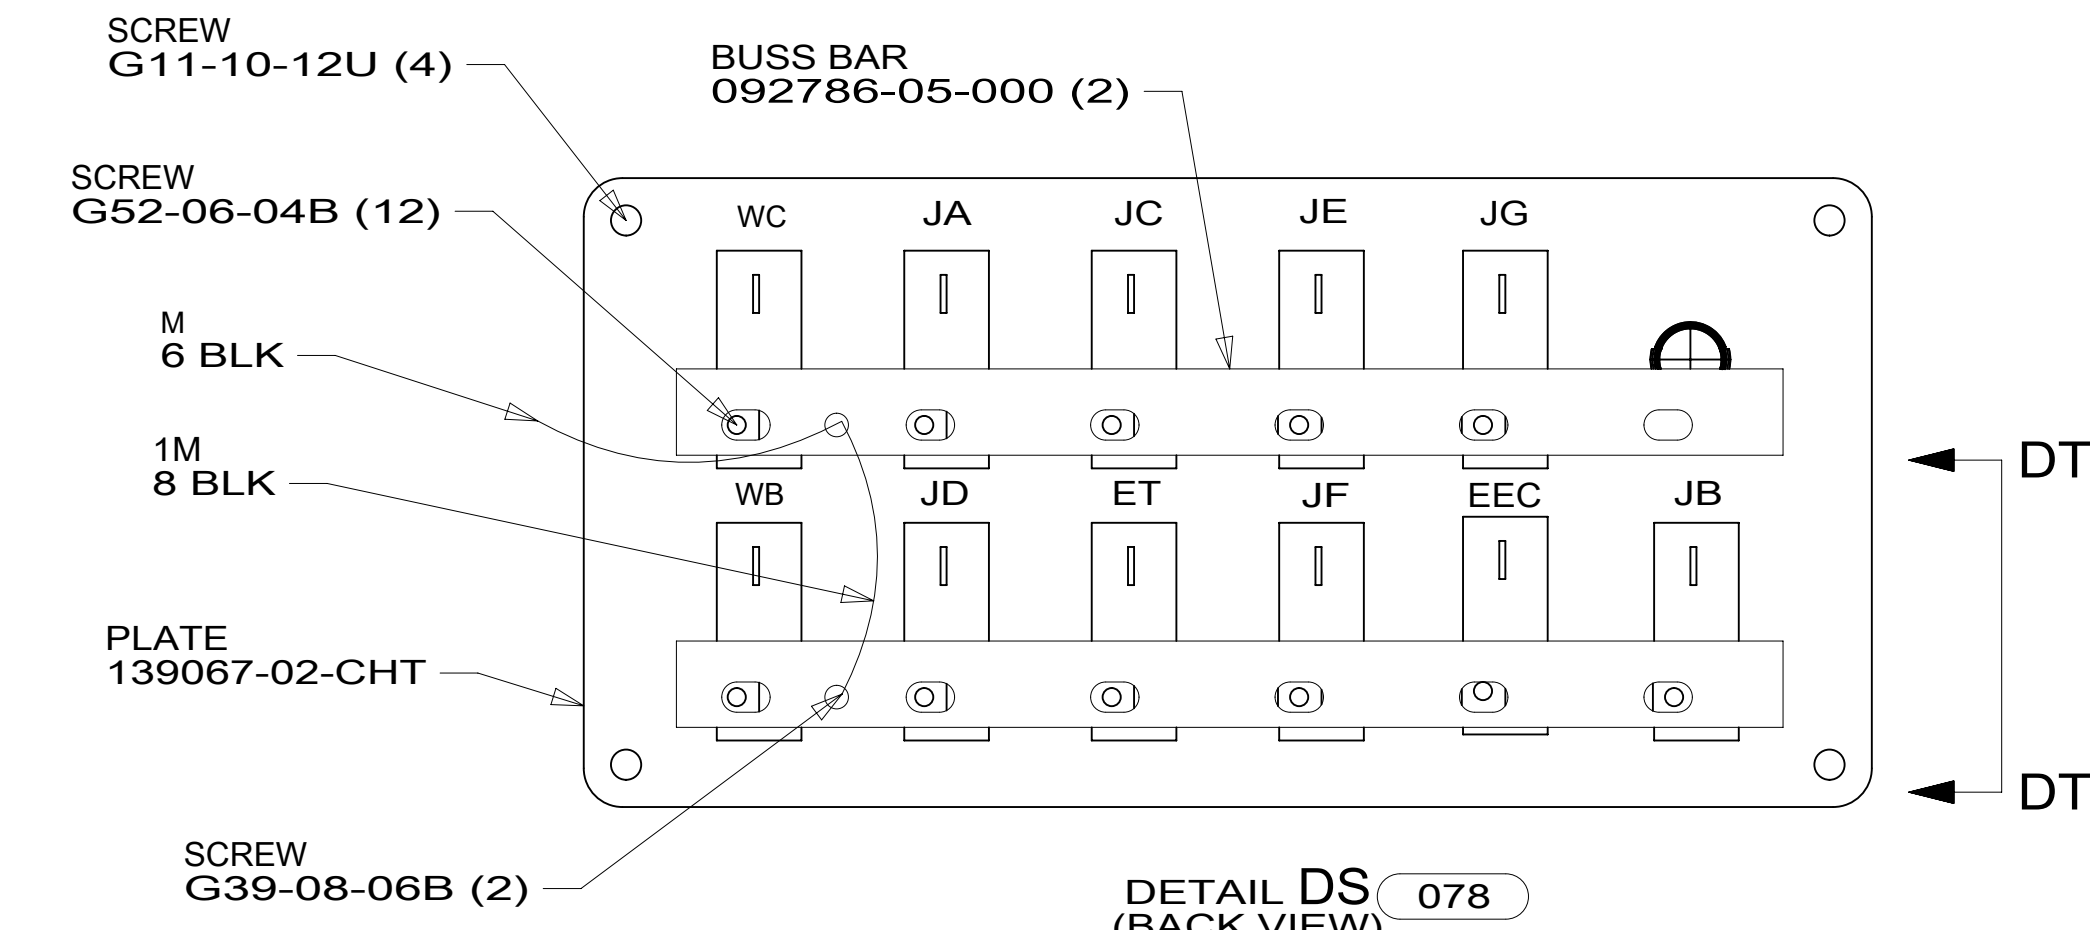 SCREW
G11-10-12U (4)
BUSS BAR
092786-05-000 (2)
SCREW
G52-06-04B (12)
WC JA JC JE JG
M
6 BLK
1M
8 BLK
DT
WB JD ET JF EEC JB
PLATE
139067-02-CHT
DT
SCREW
G39-08-06B (2)
DETAIL DS 078
(BACK VIEW)